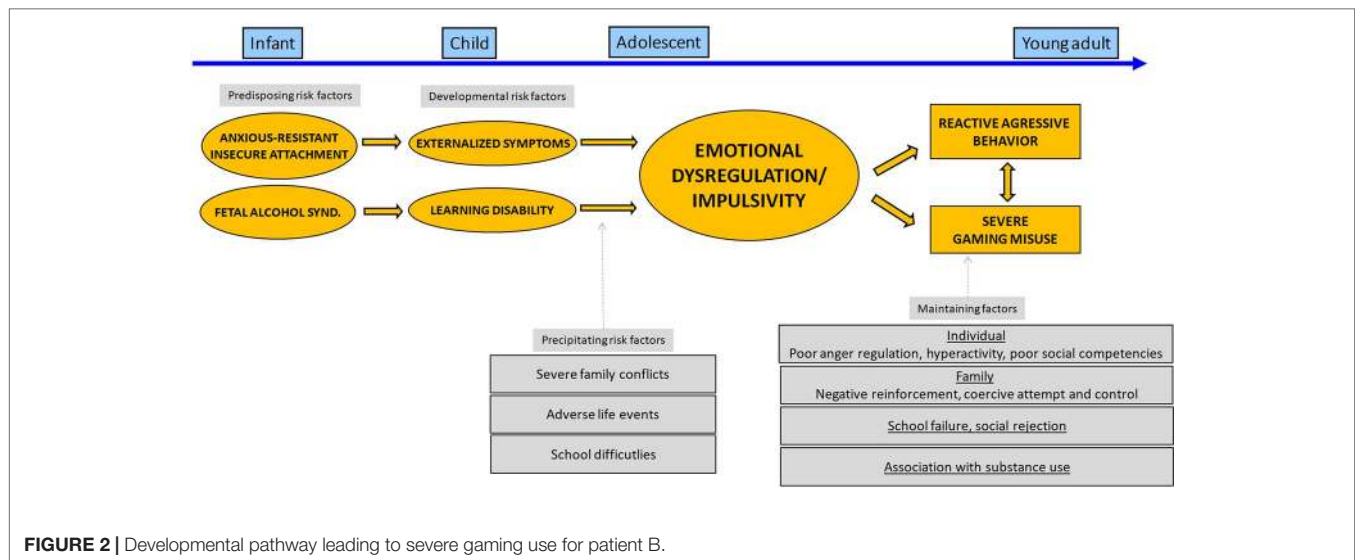 Infant
Child
Adolescent
Young adult
Predisposing risk factors
Developmental risk factors
ANXIOUS-RESISTANT
INSECURE ATTACHMENT
EXTERNALIZED SYMPTOMS
FETAL ALCOHOL SYND.
LEARNING DISABILITY
EMOTIONAL
DYSREGULATION/
IMPULSIVITY
REACTIVE AGRESSIVE
BEHAVIOR
SEVERE
GAMING MISUSE
Precipitating risk factors
Severe family conflicts
Adverse life events
School difficutlies
Maintaining factors
Individual
Poor anger regulation, hyperactivity, poor social competencies
Family
Negative reinforcement, coercive attempt and control
School failure, social rejection
Association with substance use
FIGURE 2 | Developmental pathway leading to severe gaming use for patient B.